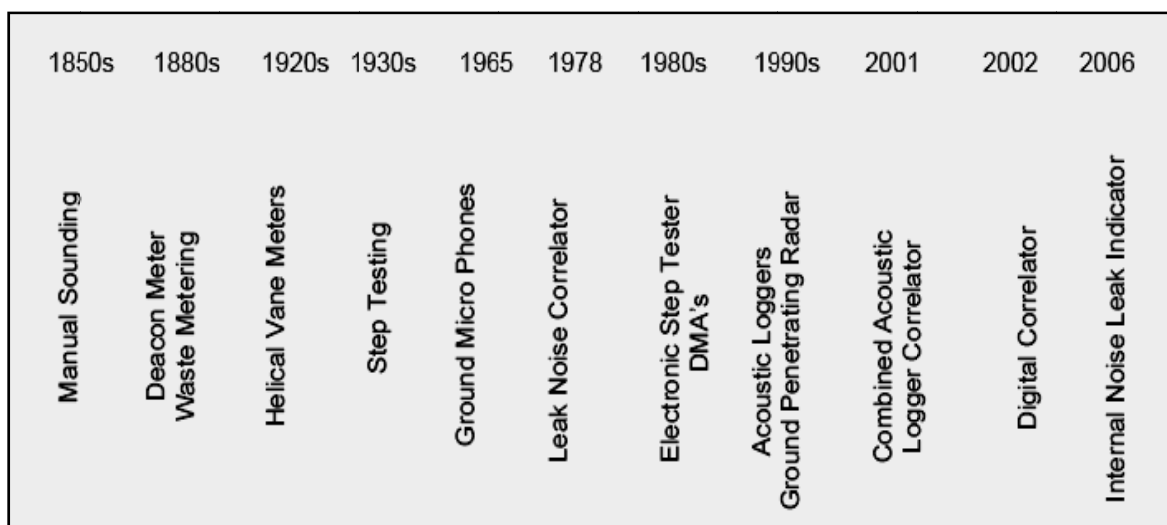 1850s 1880s 1920s 1930s 1965 1978 1980s 1990s 2001 2002 2006
Manual Sounding
Deacon Meter
Waste Metering
Helical Vane Meters
Step Testing
Ground Micro Phones
Leak Noise Correlator
Electronic Step Tester
DMA's
Acoustic Loggers
Ground Penetrating Radar
Combined Acoustic
Logger Correlator
Digital Correlator
Internal Noise Leak Indicator